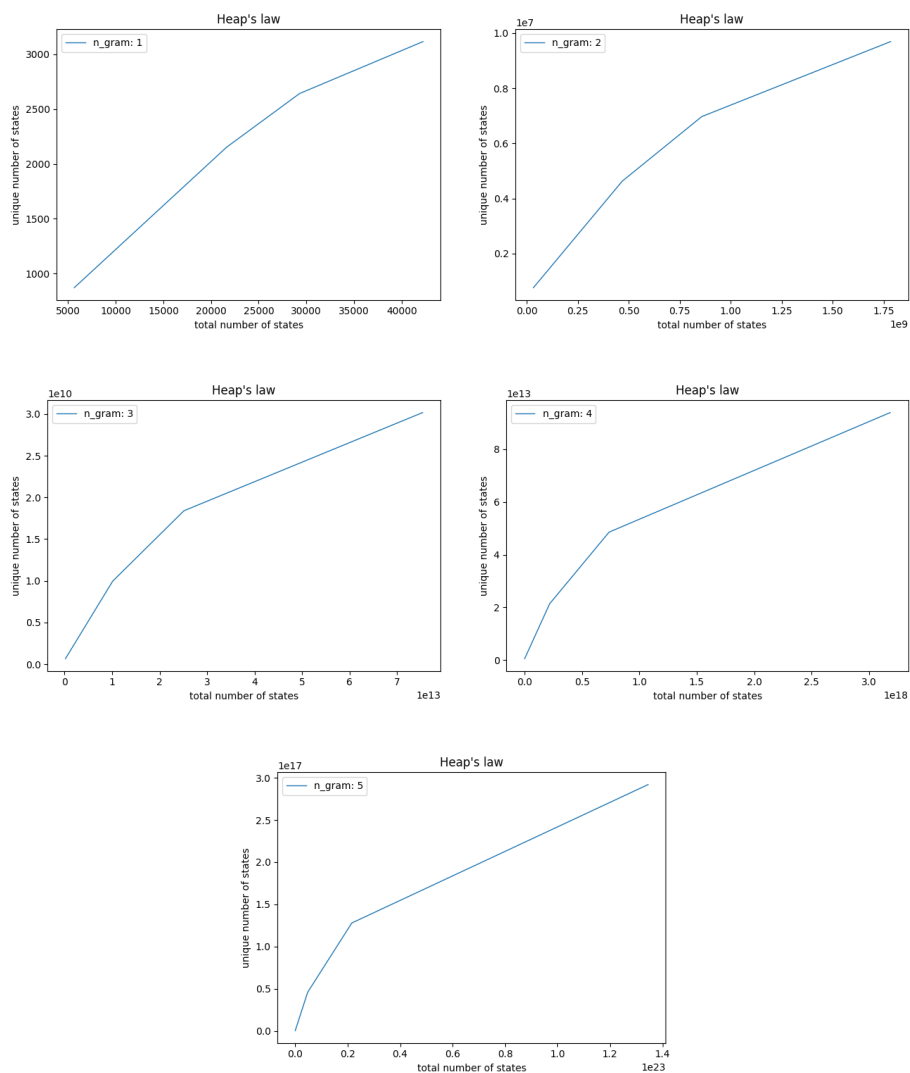 Heap's law
n_gram: 1
3000
2500
2000
1500
1000
unique number of states
5000 10000 15000 20000 25000 30000 35000 40000
total number of states
Heap's law
1e7
n_gram: 2
1.0
0.8
0.6
0.4
0.2
unique number of states
0.00 0.25 0.50 0.75 1.00 1.25 1.50 1.75
total number of states
1e9
Heap's law
1e10
n_gram: 3
3.0
2.5
2.0
1.5
1.0
0.5
0.0
unique number of states
0 1 2 3 4 5 6 7
total number of states
1e13
Heap's law
1e13
n_gram: 4
8
6
4
2
0
unique number of states
0.0 0.5 1.0 1.5 2.0 2.5 3.0
total number of states
1e18
Heap's law
1e17
n_gram: 5
3.0
2.5
2.0
1.5
1.0
0.5
0.0
unique number of states
0.0 0.2 0.4 0.6 0.8 1.0 1.2 1.4
total number of states
1e23